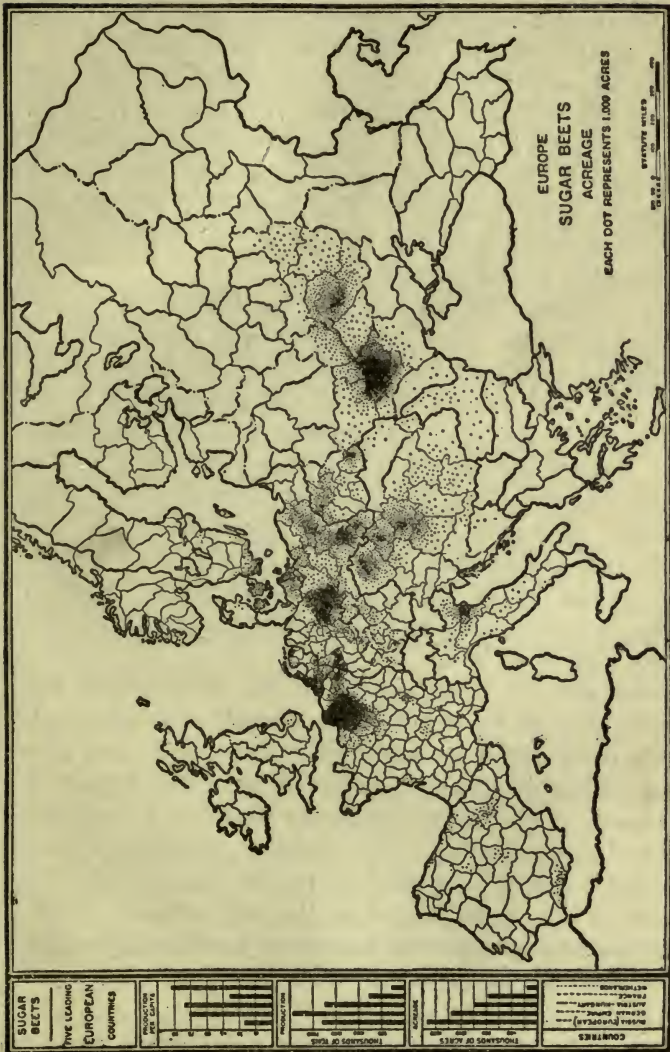 EUROPE
SUGAR BEETS
ACREAGE
EACH DOT REPRESENTS 1,000 ACRES
STATUTE MILES
SUGAR
BEETS
FIVE LEADING
EUROPEAN
COUNTRIES
PRODUCTION
PER CAPITA
PRODUCTION
THOUSANDS OF TONS
ACREAGE
THOUSANDS OF ACRES
COUNTRIES
RUSSIA (EUROPEAN)
GERMAN EMPIRE
AUSTRIA-HUNGARY
FRANCE
NETHERLANDS